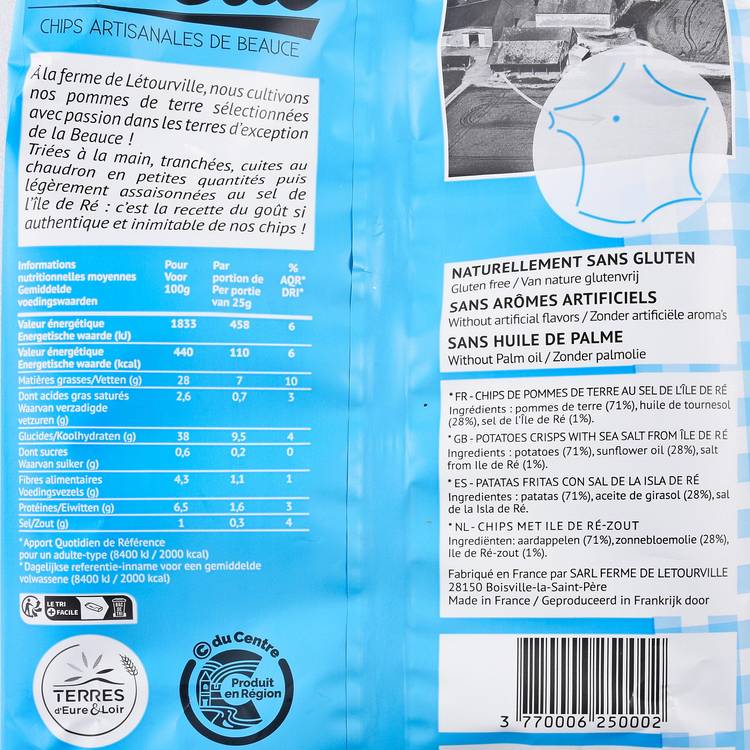 CHIPS ARTISANALES DE BEAUCE
À la ferme de Létourville, nous cultivons
nos pommes de terre sélectionnées
avec passion dans les terres d'exception
de la Beauce !
Triées à la main, tranchées, cuites au
chaudron en petites quantités puis
légèrement assaisonnées au sel de
l'île de Ré : c'est la recette du goût si
authentique et inimitable de nos chips !
Informations nutritionnelles moyennes Gemiddelde voedingswaarden | Pour Voor 100g | Par portion de Per portie van 25g | % AQR* DRI*
Valeur énergétique Energetische waarde (kJ) 1833 458 6
Valeur énergétique Energetische waarde (kcal) 440 110 6
Matières grasses/Vetten (g) 28 7 10
Dont acides gras saturés Waarvan verzadigde vetzuren (g) 2,6 0,7 3
Glucides/Koolhydraten (g) 38 9,5 4
Dont sucres Waarvan suiker (g) 0,6 0,2 0
Fibres alimentaires Voedingsvezels (g) 4,3 1,1 1
Protéines/Eiwitten (g) 6,5 1,6 3
Sel/Zout (g) 1 0,3 4
*Apport Quotidien de Référence
pour un adulte-type (8400 kJ / 2000 kcal)
*Dagelijkse referentie-inname voor een gemiddelde
volwassene (8400 kJ / 2000 kcal)
LE TRI
+ FACILE
BAC
DE
TRI
TERRES
d'Eure & Loir
C du Centre
Produit
en Région
NATURELLEMENT SANS GLUTEN
Gluten free / Van nature glutenvrij
SANS ARÔMES ARTIFICIELS
Without artificial flavors / Zonder artificiële aroma's
SANS HUILE DE PALME
Without Palm oil / Zonder palmolie
* FR - CHIPS DE POMMES DE TERRE AU SEL DE L'ÎLE DE RÉ
Ingrédients : pommes de terre (71%), huile de tournesol
(28%), sel de l'Île de Ré (1%).
* GB - POTATOES CRISPS WITH SEA SALT FROM ÎLE DE RÉ
Ingredients : potatoes (71%), sunflower oil (28%), salt
from Ile de Ré (1%).
* ES - PATATAS FRITAS CON SAL DE LA ISLA DE RÉ
Ingredientes : patatas (71%), aceite de girasol (28%), sal
de la Isla de Ré.
* NL - CHIPS MET ILE DE RÉ-ZOUT
Ingrediënten: aardappelen (71%), zonnebloemolie (28%),
Ile de Ré-zout (1%).
Fabriqué en France par SARL FERME DE LETOURVILLE
28150 Boisville-la-Saint-Père
Made in France / Geproduceerd in Frankrijk door
3 770006 250002